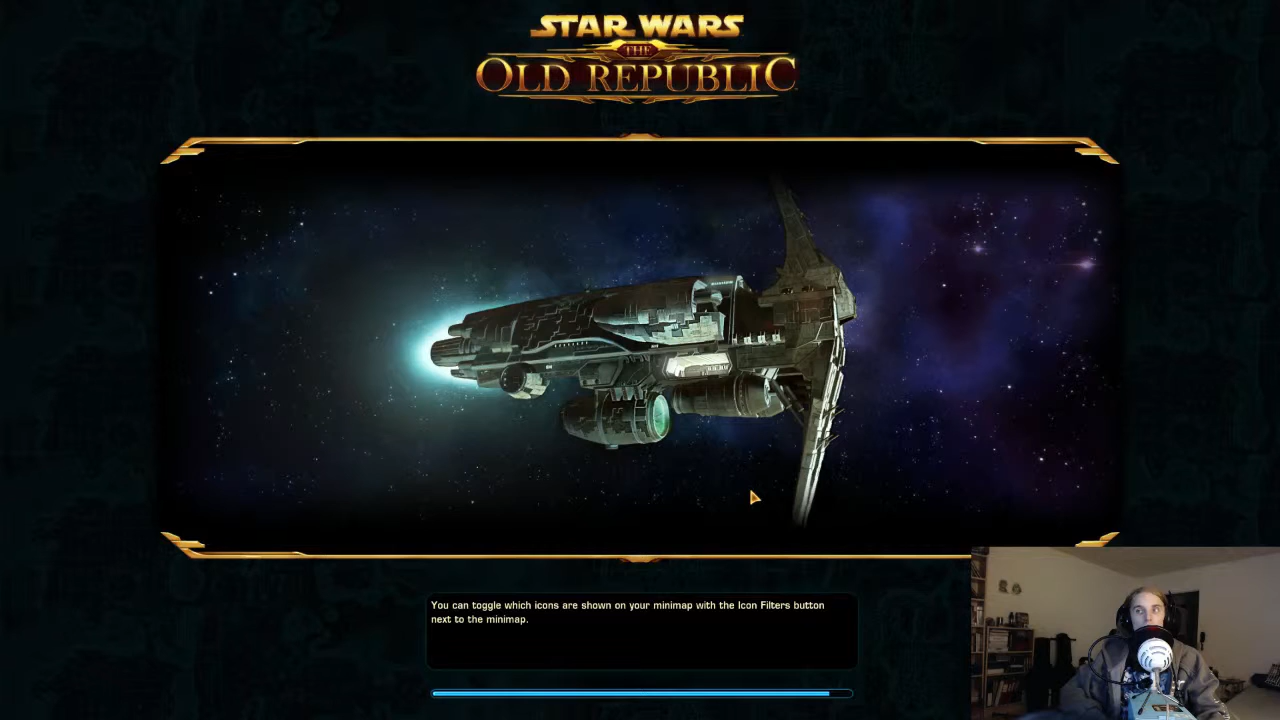 STAR WARS
THE
OLD REPUBLIC
You can toggle which icons are shown on your minimap with the Icon Filters button
next to the minimap.